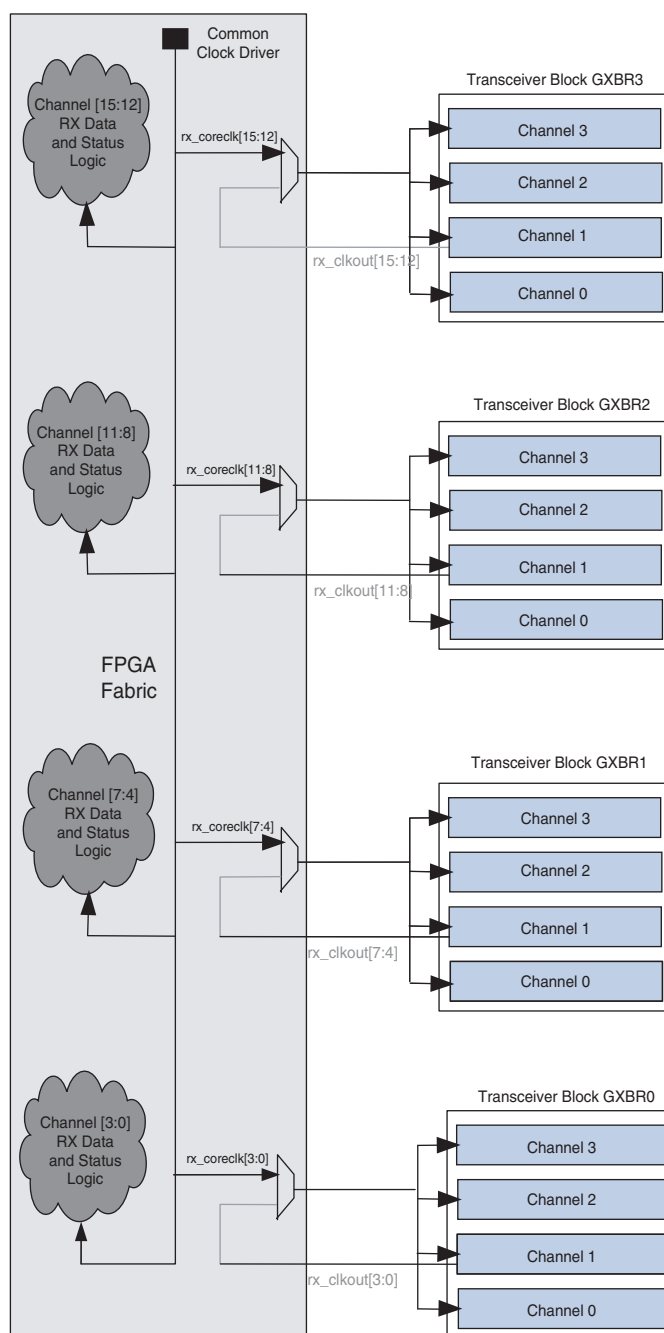 Common
Clock Driver
Channel [15:12]
RX Data
and Status
Logic
rx_coreclk[15:12]
rx_clkout[15:12]
Transceiver Block GXBR3
Channel 3
Channel 2
Channel 1
Channel 0
Channel [11:8]
RX Data
and Status
Logic
rx_coreclk[11:8]
rx_clkout[11:8]
Transceiver Block GXBR2
Channel 3
Channel 2
Channel 1
Channel 0
FPGA
Fabric
Channel [7:4]
RX Data
and Status
Logic
rx_coreclk[7:4]
rx_clkout[7:4]
Transceiver Block GXBR1
Channel 3
Channel 2
Channel 1
Channel 0
Channel [3:0]
RX Data
and Status
Logic
rx_coreclk[3:0]
rx_clkout[3:0]
Transceiver Block GXBR0
Channel 3
Channel 2
Channel 1
Channel 0